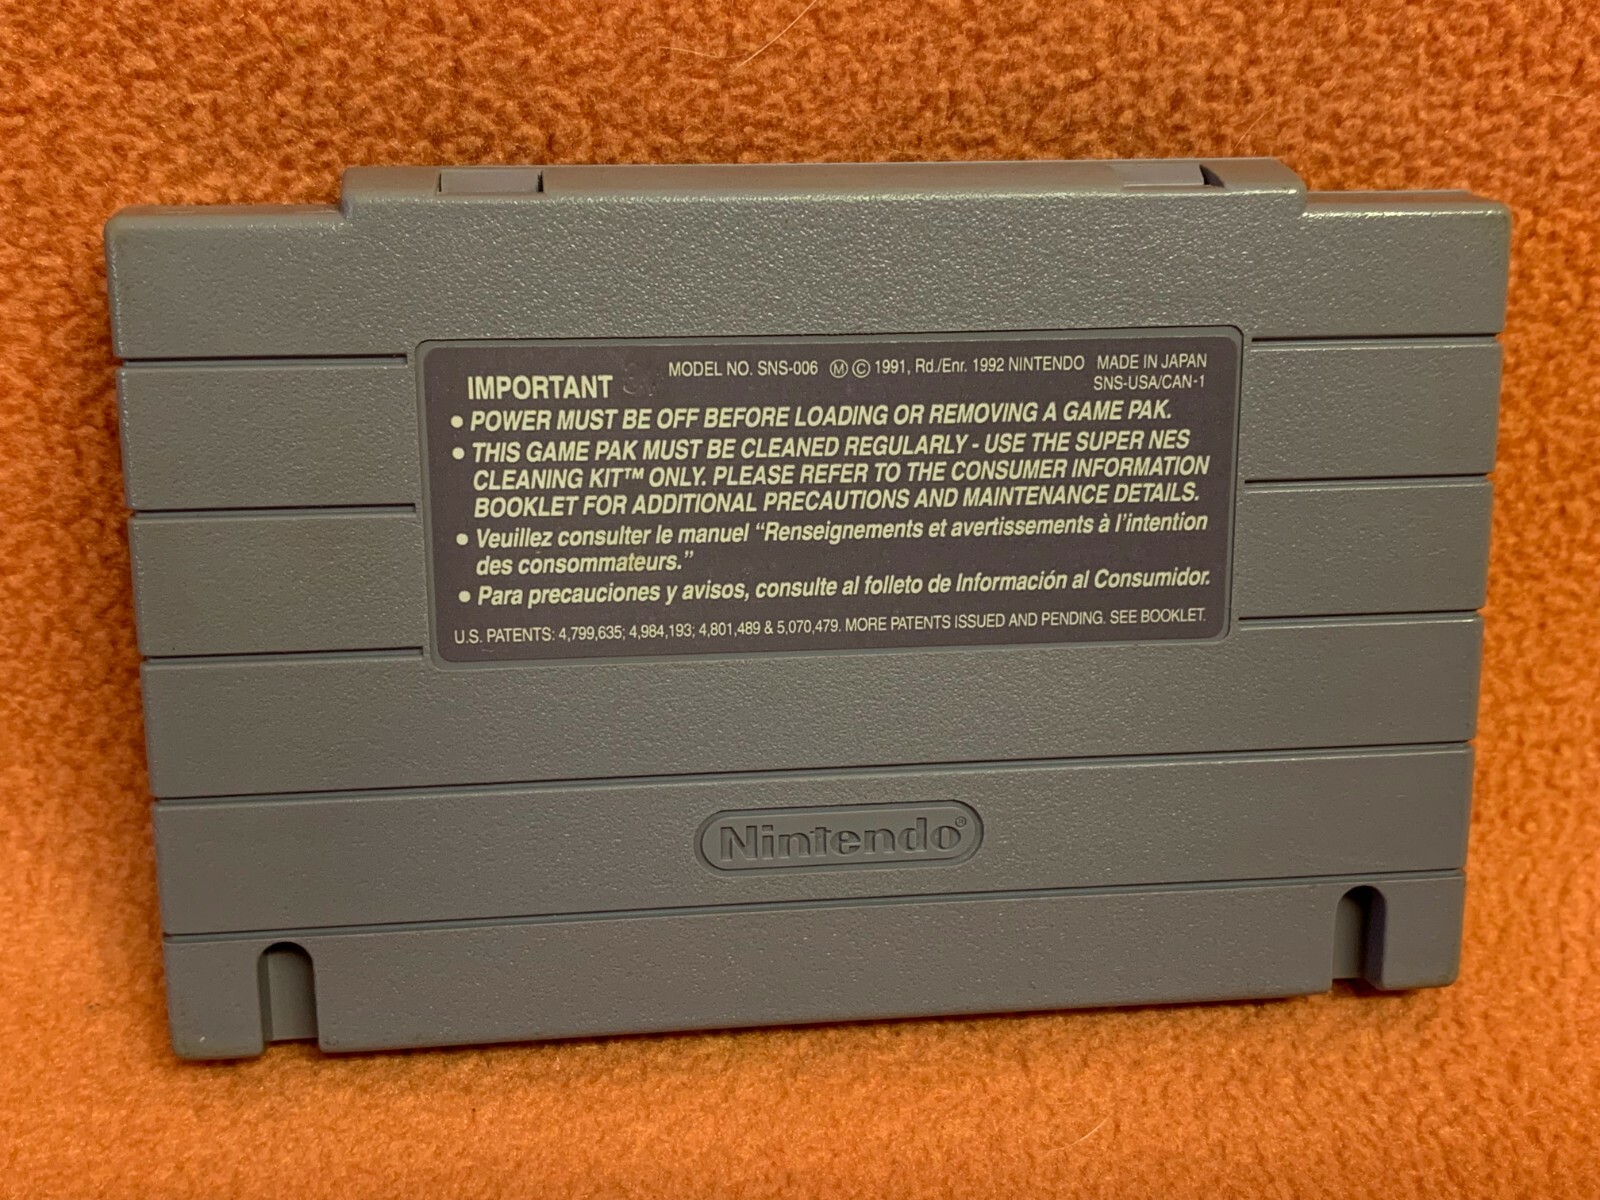 MODEL NO. SNS-006 Ⓜ © 1991, Rd./Enr. 1992 NINTENDO MADE IN JAPAN
IMPORTANT
SNS-USA/CAN-1
• POWER MUST BE OFF BEFORE LOADING OR REMOVING A GAME PAK.
• THIS GAME PAK MUST BE CLEANED REGULARLY - USE THE SUPER NES
CLEANING KIT™ ONLY. PLEASE REFER TO THE CONSUMER INFORMATION
BOOKLET FOR ADDITIONAL PRECAUTIONS AND MAINTENANCE DETAILS.
• Veuillez consulter le manuel “Renseignements et avertissements à l’intention
des consommateurs.”
• Para precauciones y avisos, consulte al folleto de Información al Consumidor.
U.S. PATENTS: 4,799,635; 4,984,193; 4,801,489 & 5,070,479. MORE PATENTS ISSUED AND PENDING. SEE BOOKLET.
Nintendo®